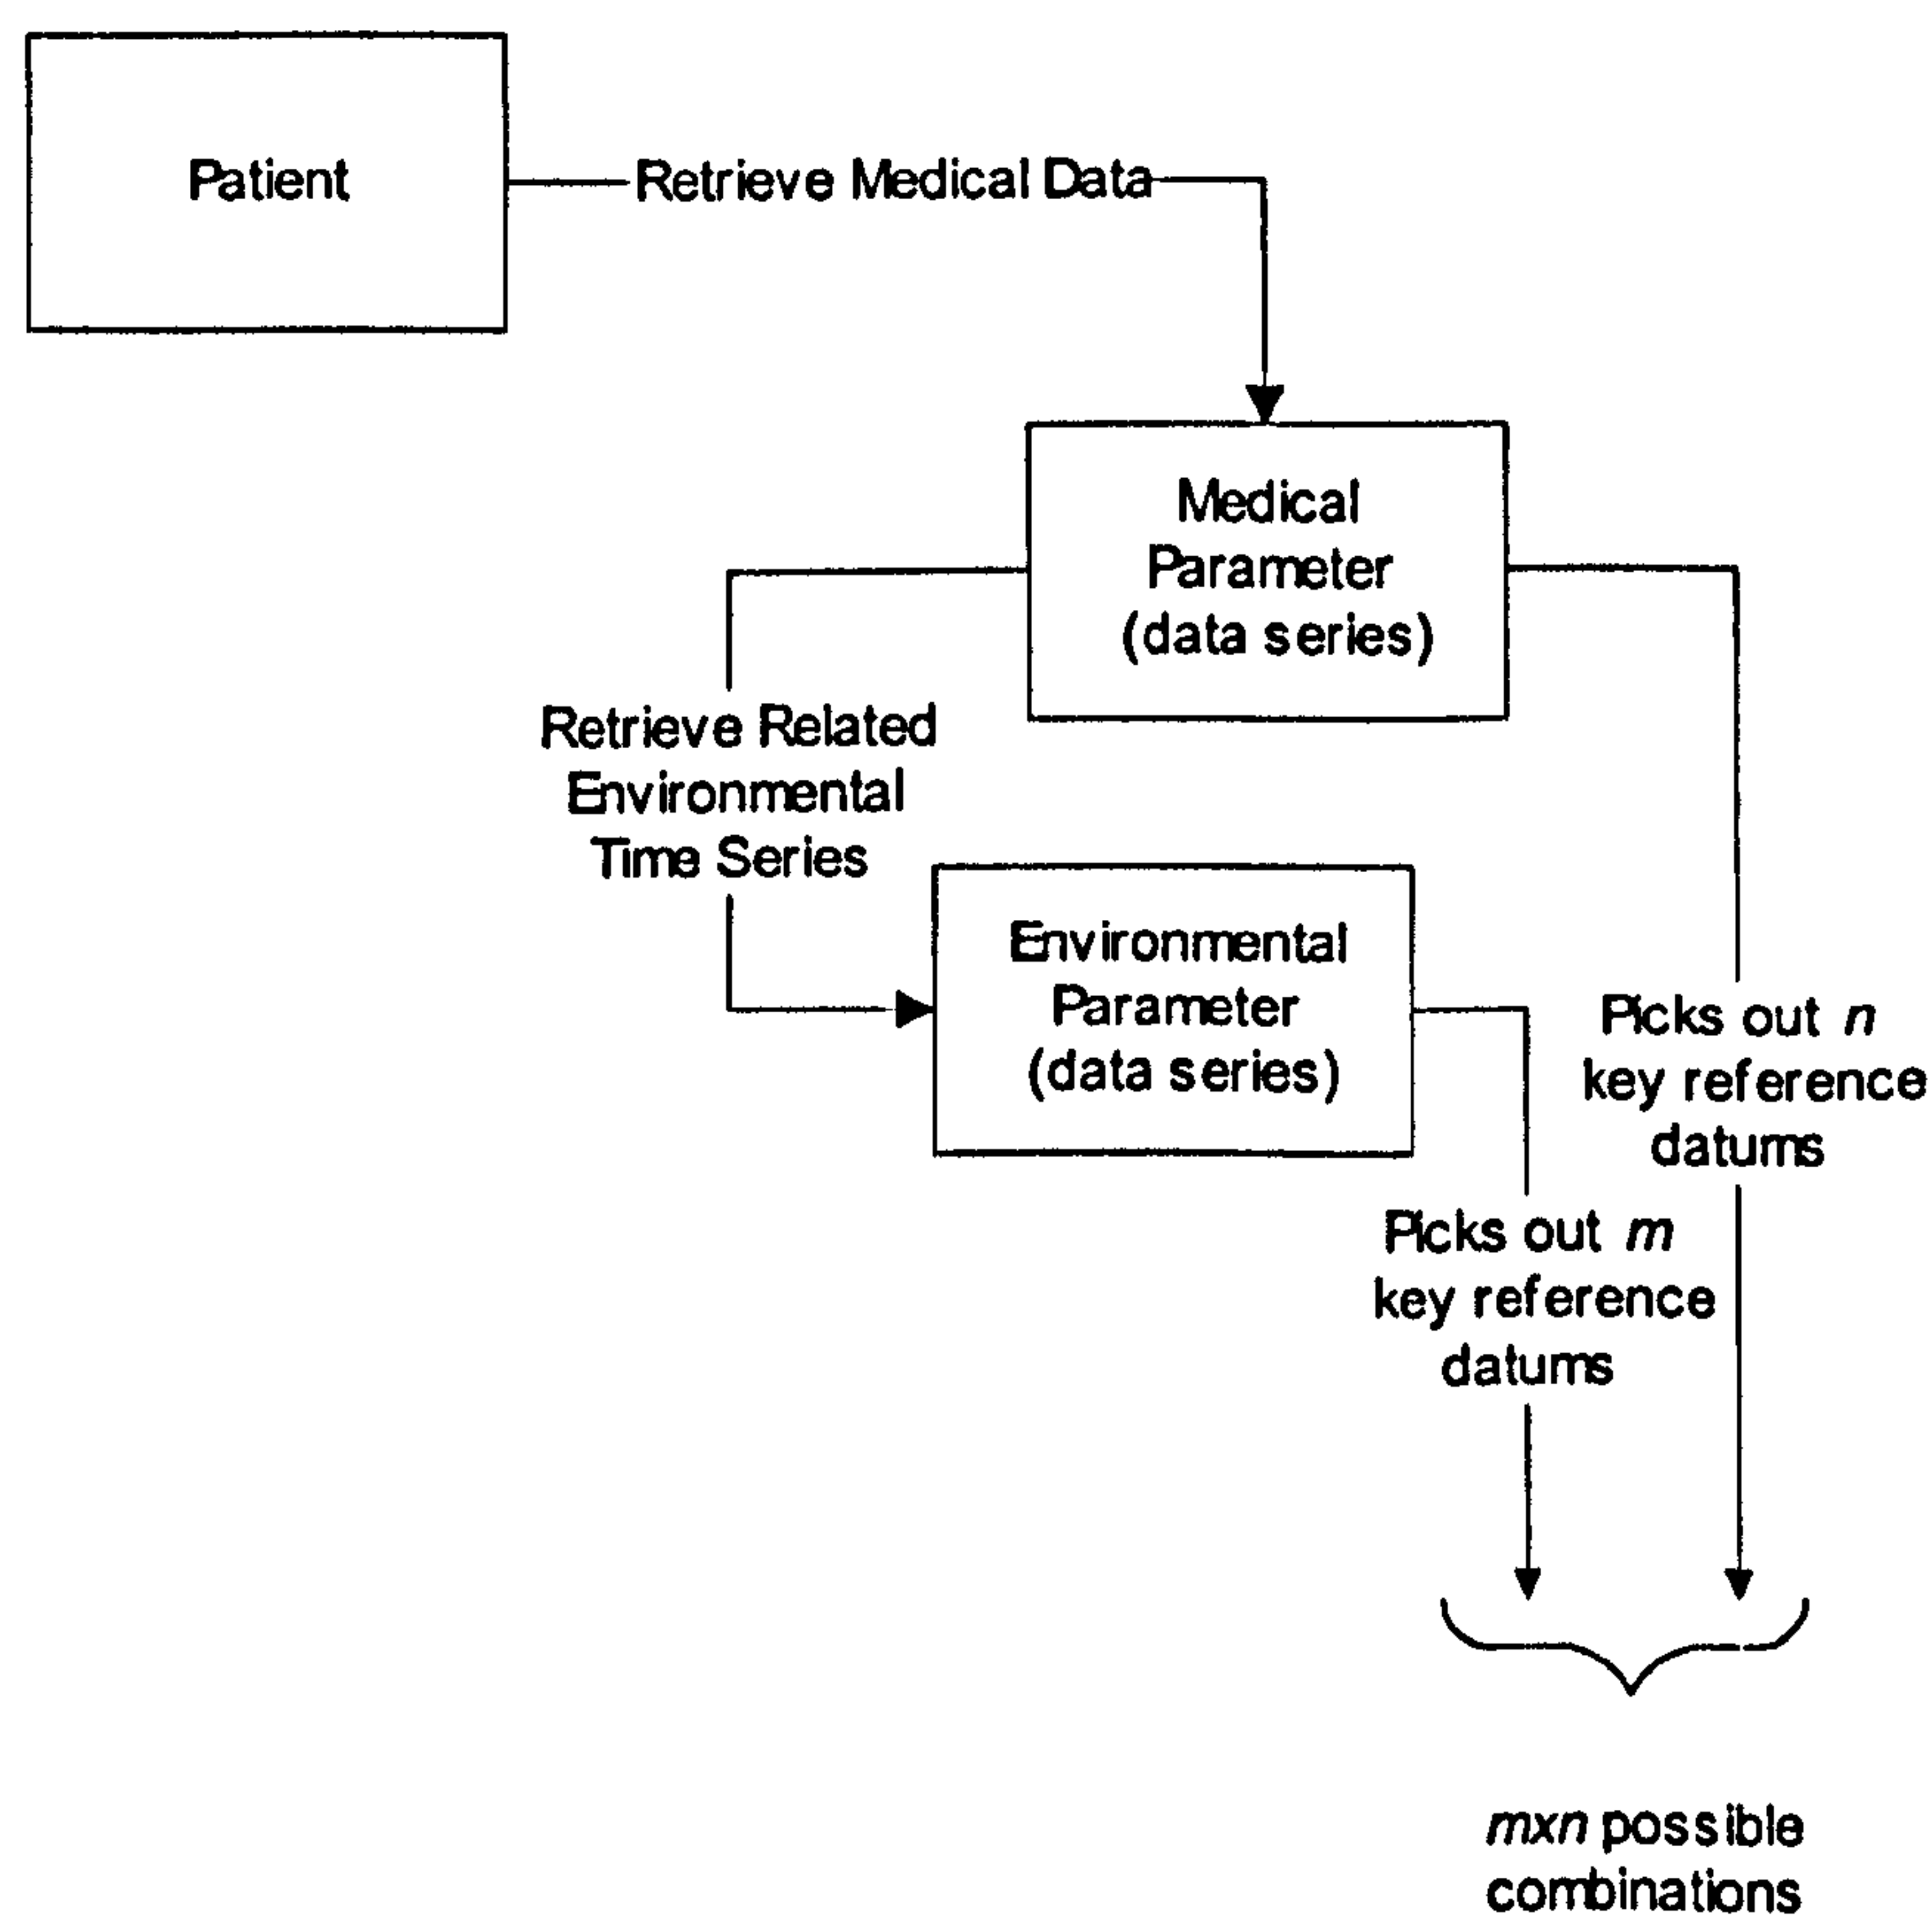 Patient
Retrieve Medical Data
Medical
Parameter
(data series)
Retrieve Related
Environmental
Time Series
Environmental
Parameter
(data series)
Picks out n
key reference
datums
Picks out m
key reference
datums
mxn possible
combinations